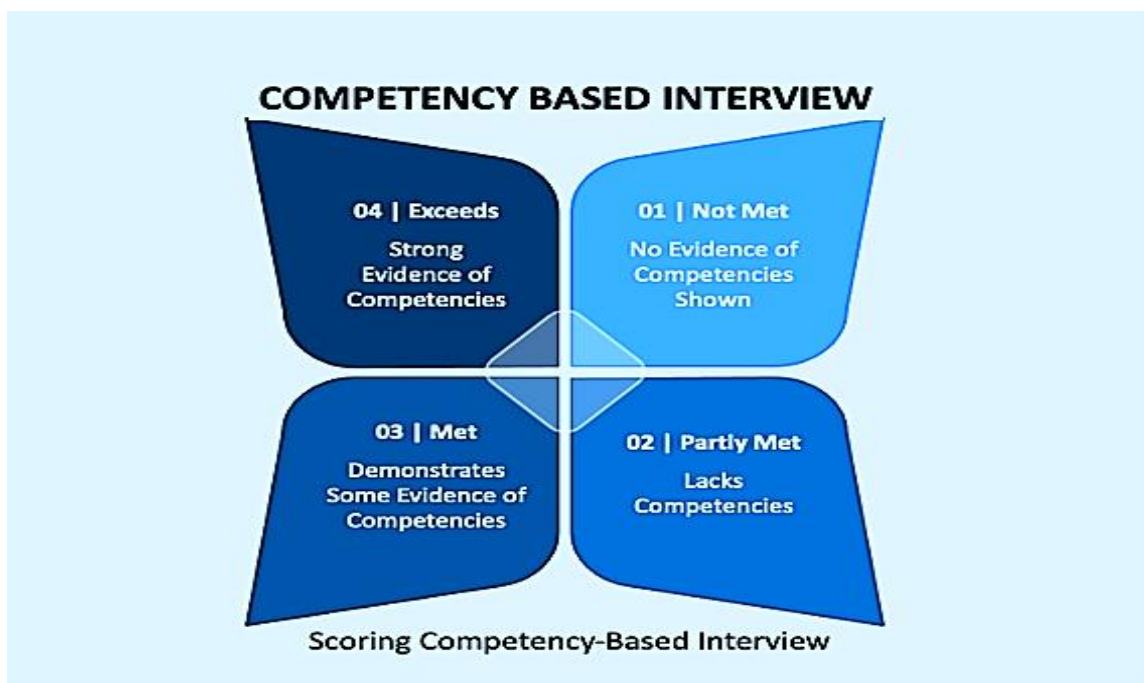 COMPETENCY BASED INTERVIEW
04 | Exceeds
Strong
Evidence of
Competencies
01 | Not Met
No Evidence of
Competencies
Shown
03 | Met
Demonstrates
Some Evidence of
Competencies
02 | Partly Met
Lacks
Competencies
Scoring Competency-Based Interview